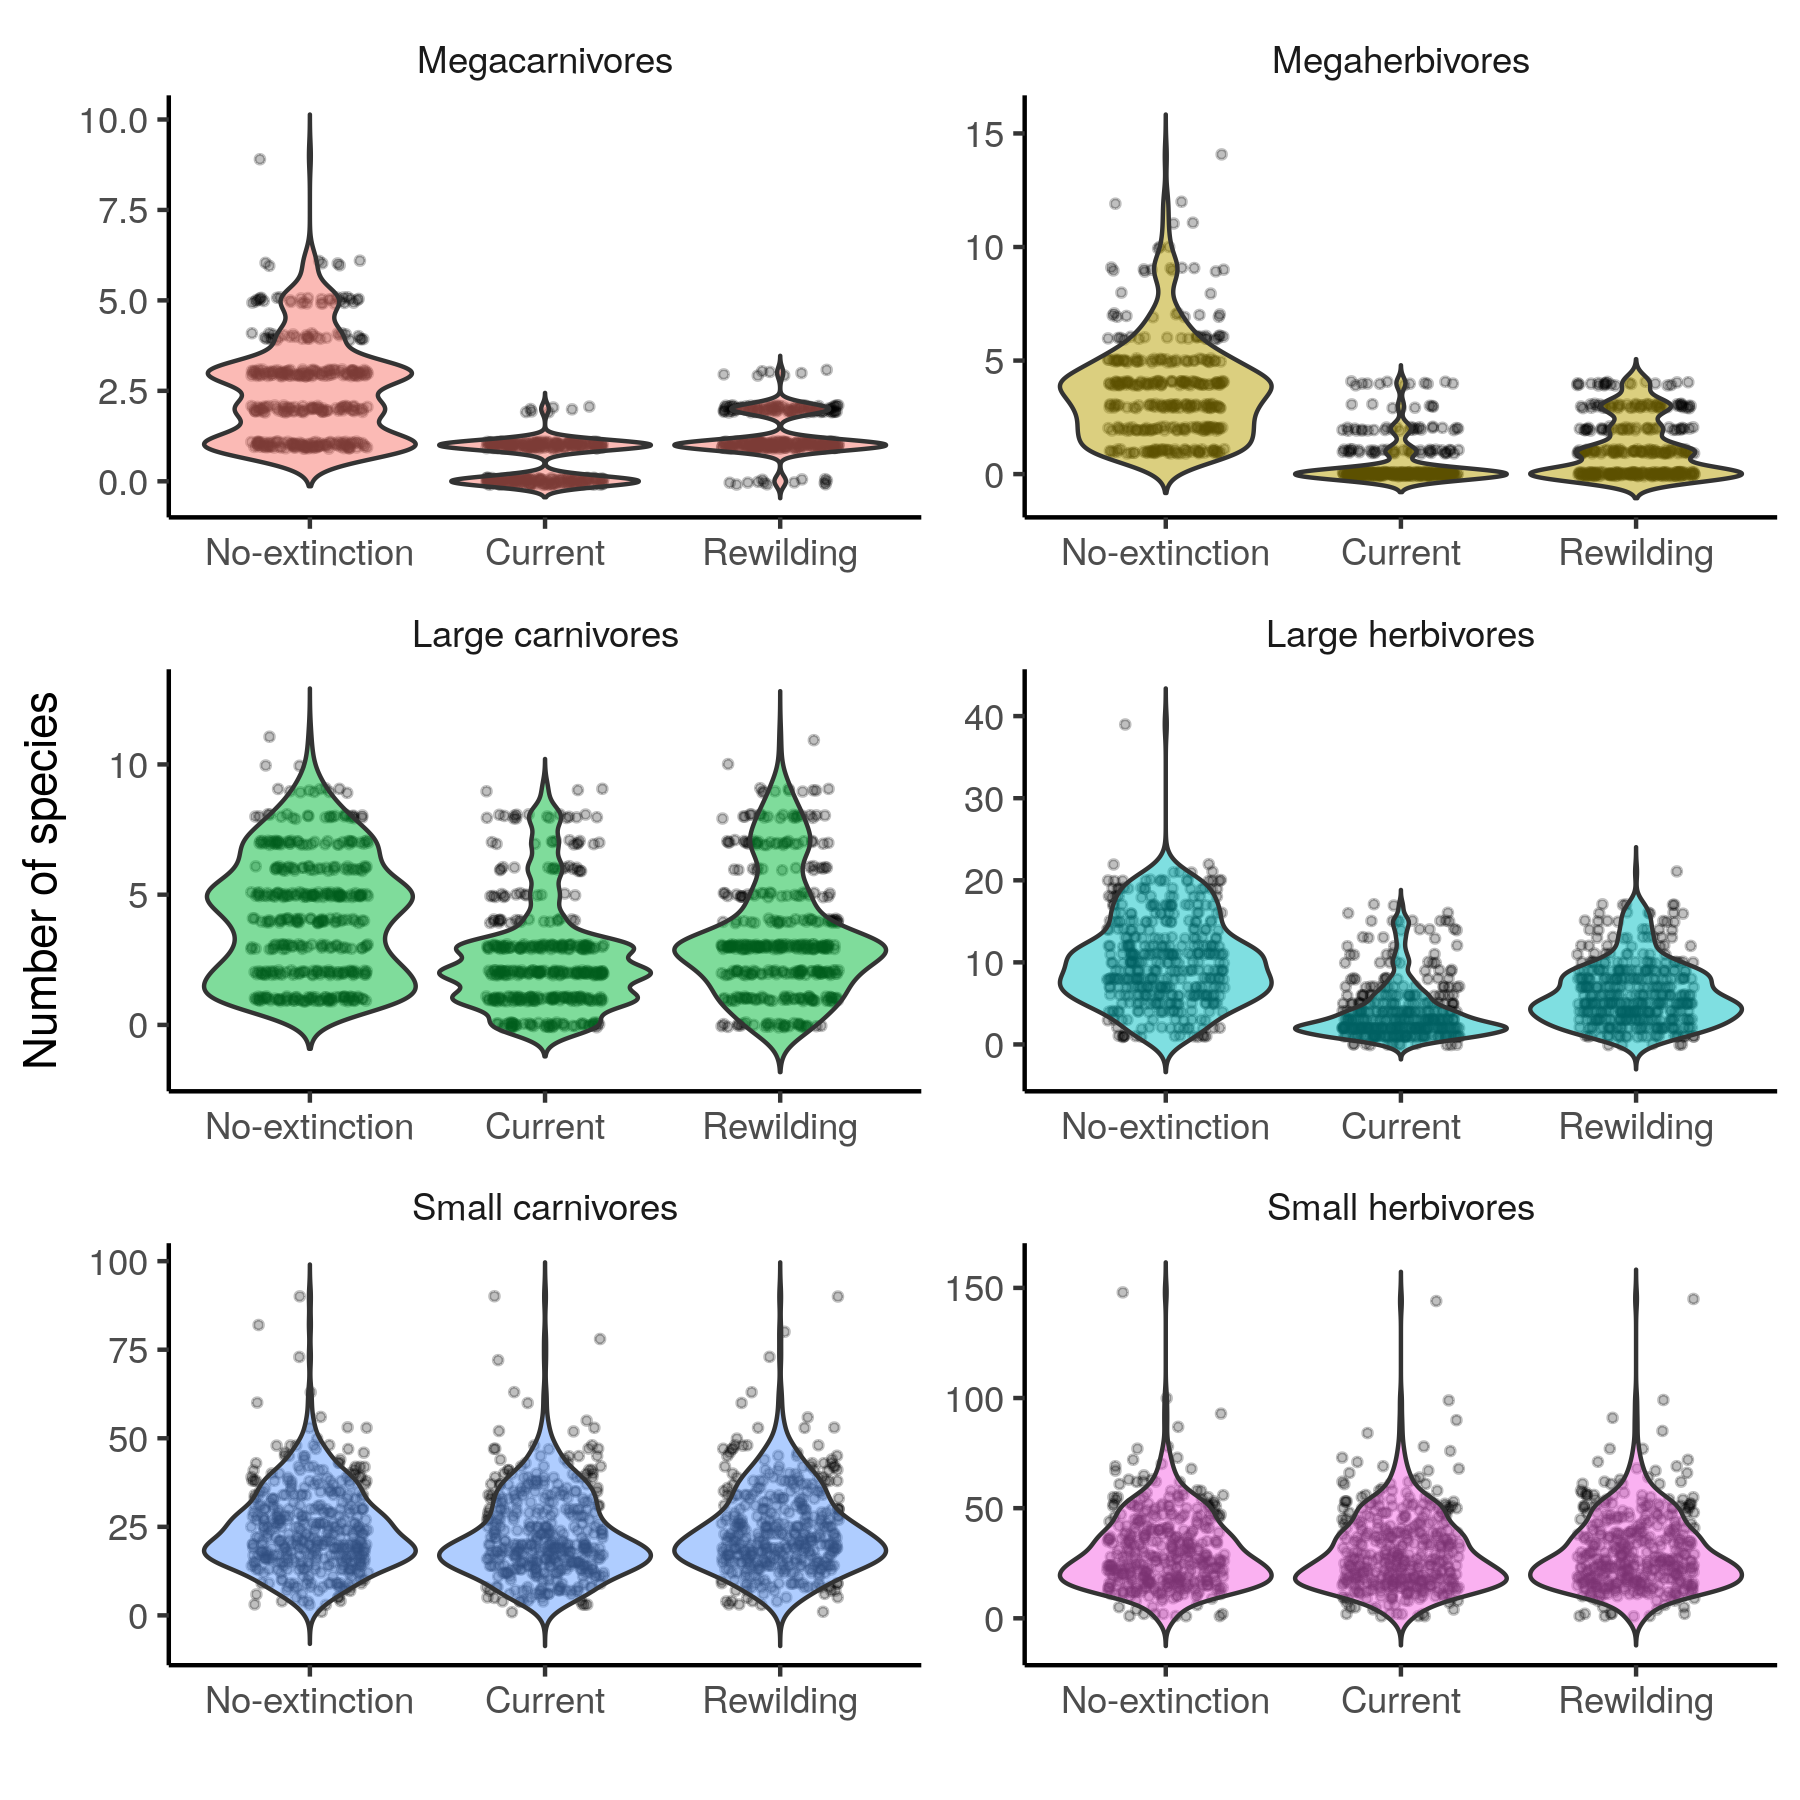 Megacarnivores
Megaherbivores
10.0
7.5
5.0
2.5
0.0
15
10
5
0
No-extinction Current Rewilding
No-extinction Current Rewilding
Number of species
Large carnivores
Large herbivores
10
5
0
40
30
20
10
0
No-extinction Current Rewilding
No-extinction Current Rewilding
Small carnivores
Small herbivores
100
75
50
25
0
150
100
50
0
No-extinction Current Rewilding
No-extinction Current Rewilding